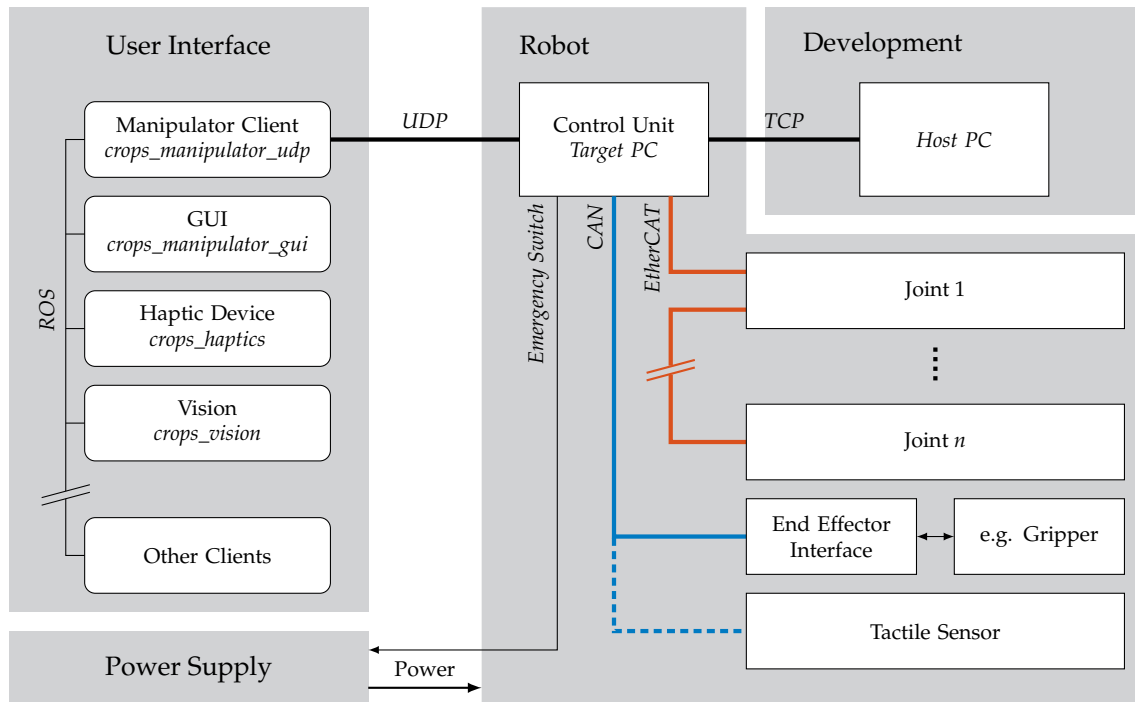 User Interface
Manipulator Client
crops_manipulator_udp
GUI
crops_manipulator_gui
Haptic Device
crops_haptics
Vision
crops_vision
Other Clients
ROS
UDP
Robot
Control Unit
Target PC
TCP
Development
Host PC
Emergency Switch
CAN
EtherCAT
Joint 1
Joint n
End Effector
Interface
e.g. Gripper
Tactile Sensor
Power Supply
Power